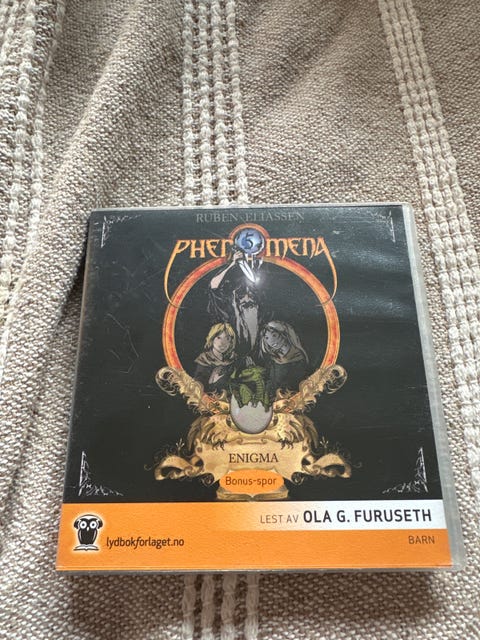 RUBEN ELIASSEN
5
PHENOMENA
ENIGMA
Bonus-spor
LEST AV OLA G. FURUSETH
lydbokforlaget.no
BARN